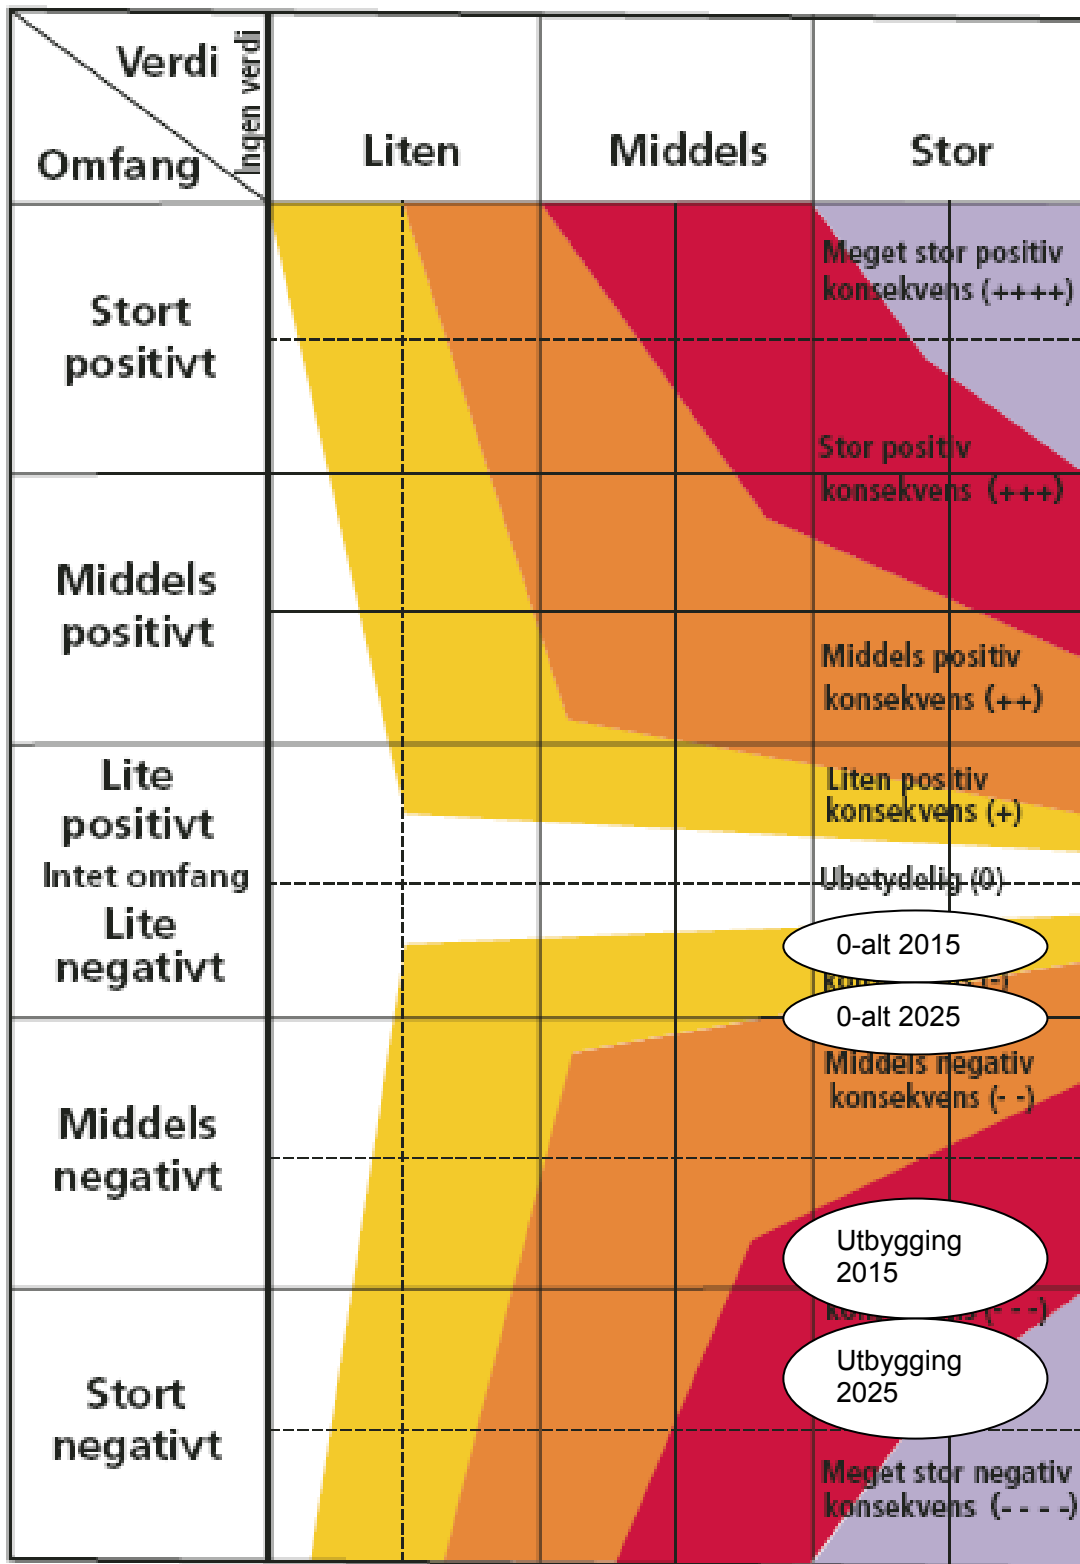 Verdi
Ingen verdi
Omfang
Liten
Middels
Stor
Stort
positivt
Meget stor positiv
konsekvens (++++)
Stor positiv
konsekvens (+++)
Middels
positivt
Middels positiv
konsekvens (++)
Lite
positivt
Liten positiv
konsekvens (+)
Intet omfang
Ubetydelig (0)
Lite
negativt
0-alt 2015
(-)
0-alt 2025
Middels negativ
konsekvens (- -)
Middels
negativt
Utbygging
2015
(- - -)
Utbygging
2025
Stort
negativt
Meget stor negativ
konsekvens (- - - -)